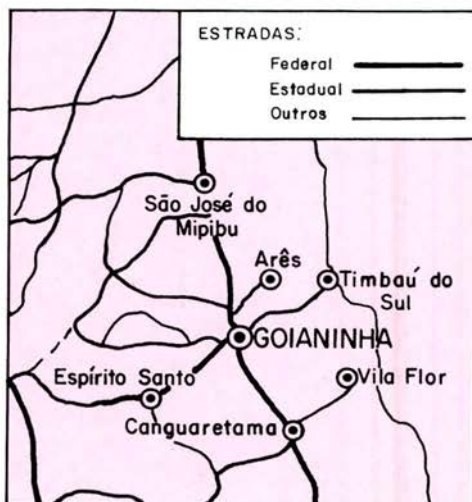 ESTRADAS:
Federal
Estadual
Outros
São José do
Mipibu
Arês
Timbaú do
Sul
GOIANINHA
Espírito Santo
Vila Flor
Canguaretama